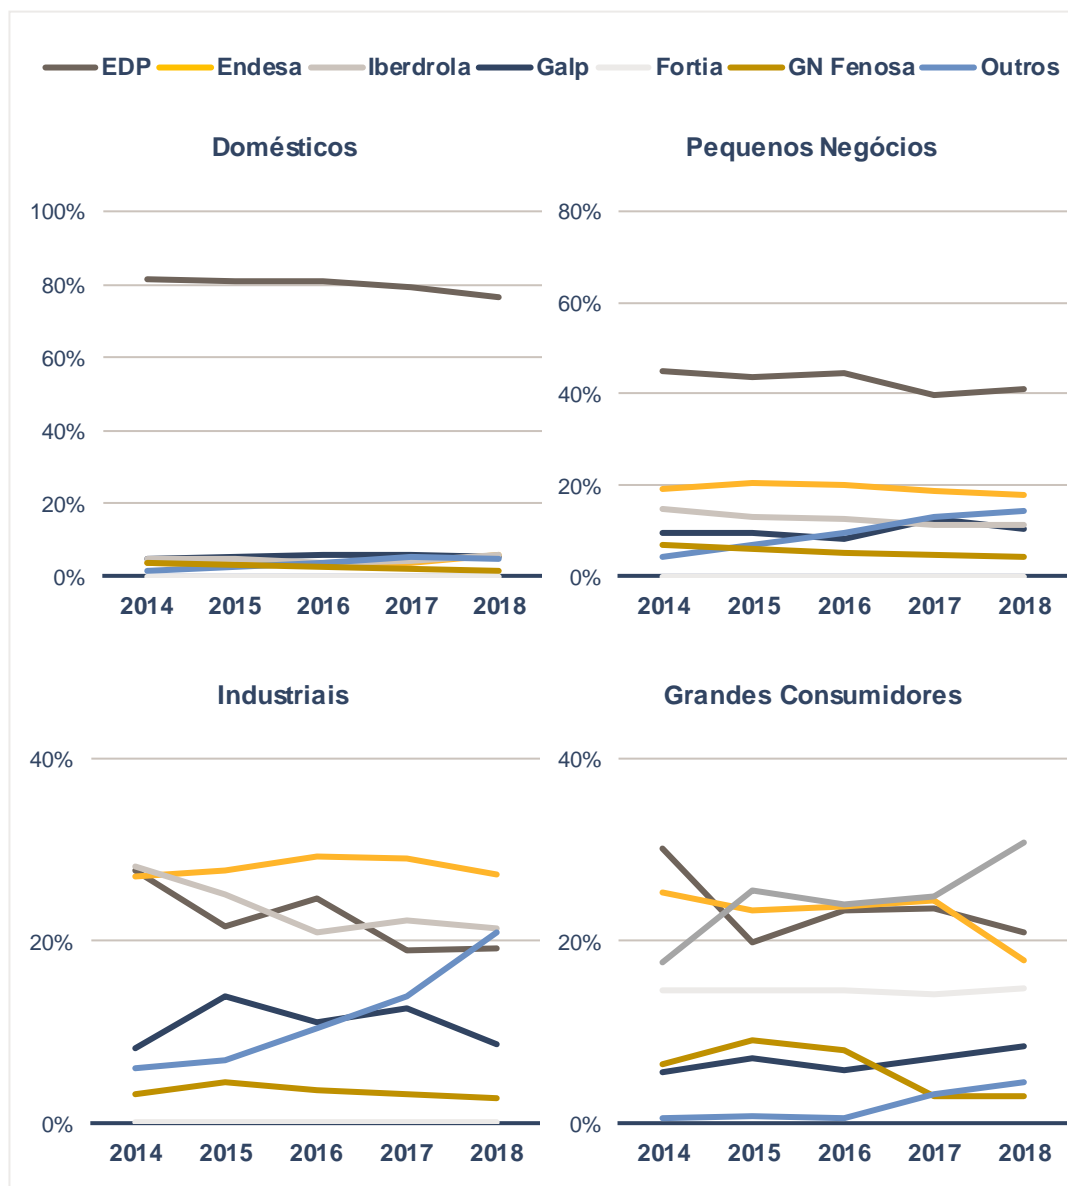 EDP Endesa Iberdrola Galp Fortia GN Fenosa Outros
Domésticos
100%
80%
60%
40%
20%
0%
2014 2015 2016 2017 2018
Pequenos Negócios
80%
60%
40%
20%
0%
2014 2015 2016 2017 2018
Industriais
40%
20%
0%
2014 2015 2016 2017 2018
Grandes Consumidores
40%
20%
0%
2014 2015 2016 2017 2018